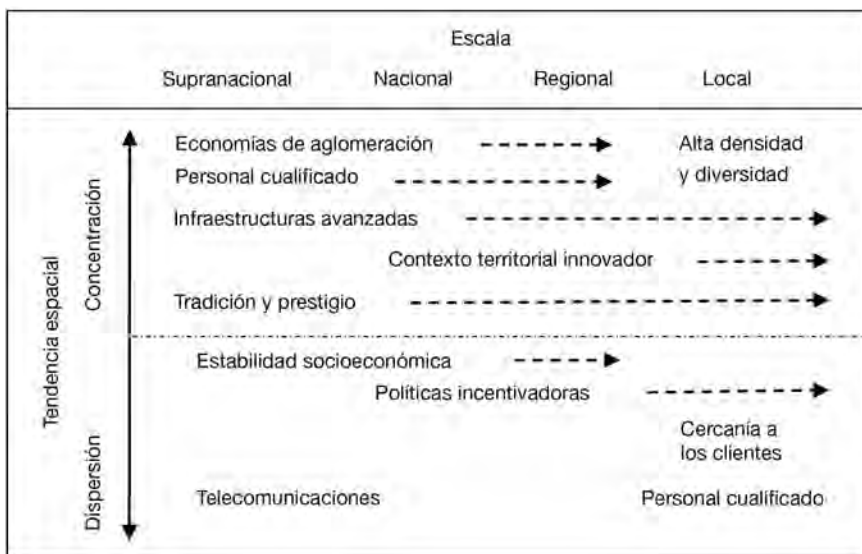 Escala
Supranacional Nacional Regional Local
Tendencia espacial
Concentración
Economías de aglomeración
Alta densidad
y diversidad
Personal cualificado
Infraestructuras avanzadas
Contexto territorial innovador
Tradición y prestigio
Dispersión
Estabilidad socioeconómica
Políticas incentivadoras
Cercanía a
los clientes
Telecomunicaciones
Personal cualificado